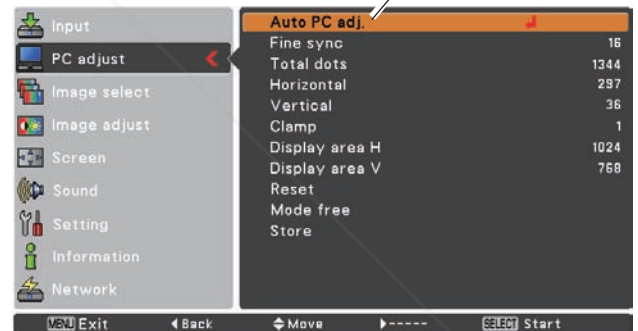 Input
PC adjust
Image select
Image adjust
Screen
Sound
Setting
Information
Network
Auto PC adj.
Fine sync 16
Total dots 1344
Horizontal 297
Vertical 36
Clamp 1
Display area H 1024
Display area V 768
Reset
Mode free
Store
MENU Exit Back Move ----- SELECT Start